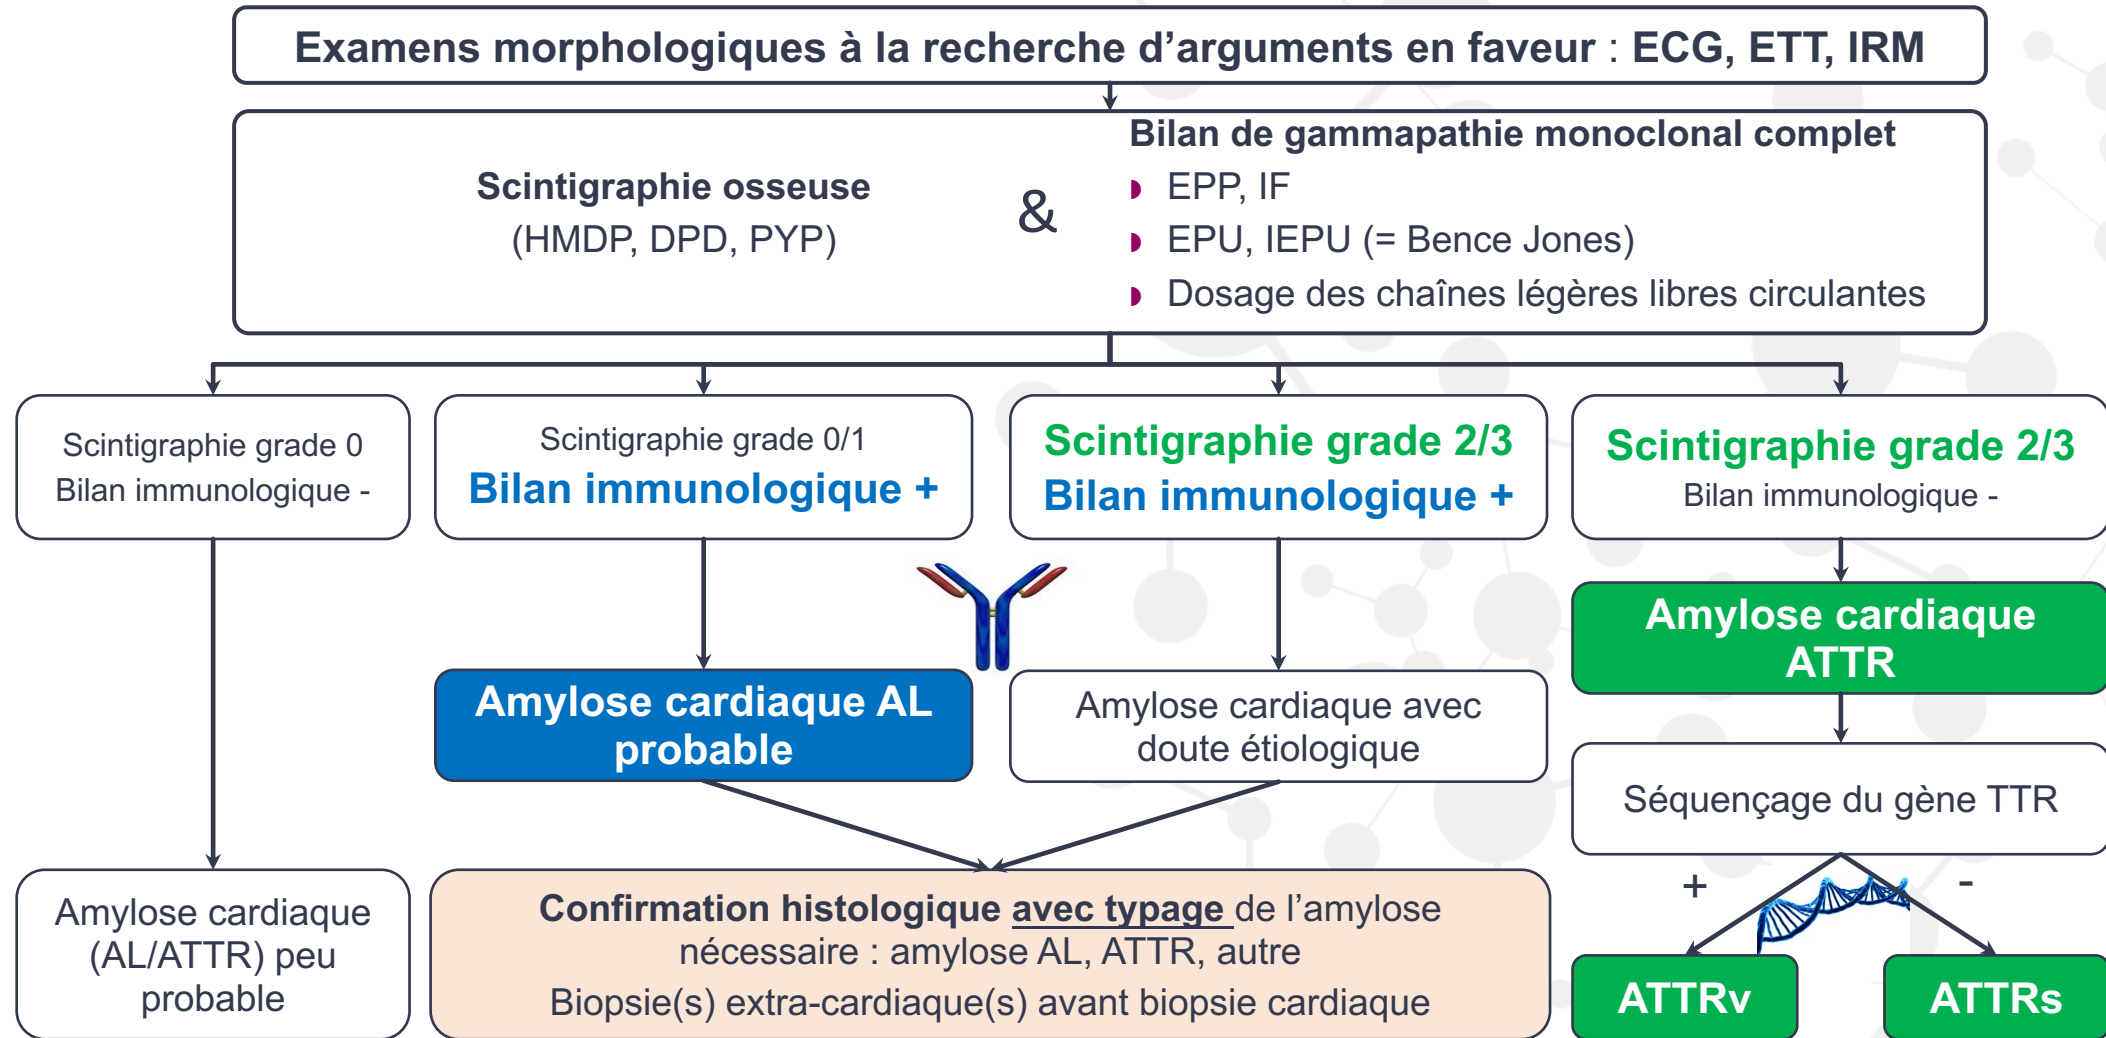 Examens morphologiques à la recherche d'arguments en faveur : ECG, ETT, IRM
Scintigraphie osseuse
(HMDP, DPD, PYP)
&
Bilan de gammapathie monoclonal complet
EPP, IF
EPU, IEPU (= Bence Jones)
Dosage des chaînes légères libres circulantes
Scintigraphie grade 0
Bilan immunologique -
Scintigraphie grade 0/1
Bilan immunologique +
Scintigraphie grade 2/3
Bilan immunologique +
Scintigraphie grade 2/3
Bilan immunologique -
Amylose cardiaque
ATTR
Amylose cardiaque AL
probable
Amylose cardiaque avec
doute étiologique
Séquençage du gène TTR
+
-
Amylose cardiaque
(AL/ATTR) peu
probable
Confirmation histologique avec typage de l'amylose
nécessaire : amylose AL, ATTR, autre
Biopsie(s) extra-cardiaque(s) avant biopsie cardiaque
ATTRv
ATTRs